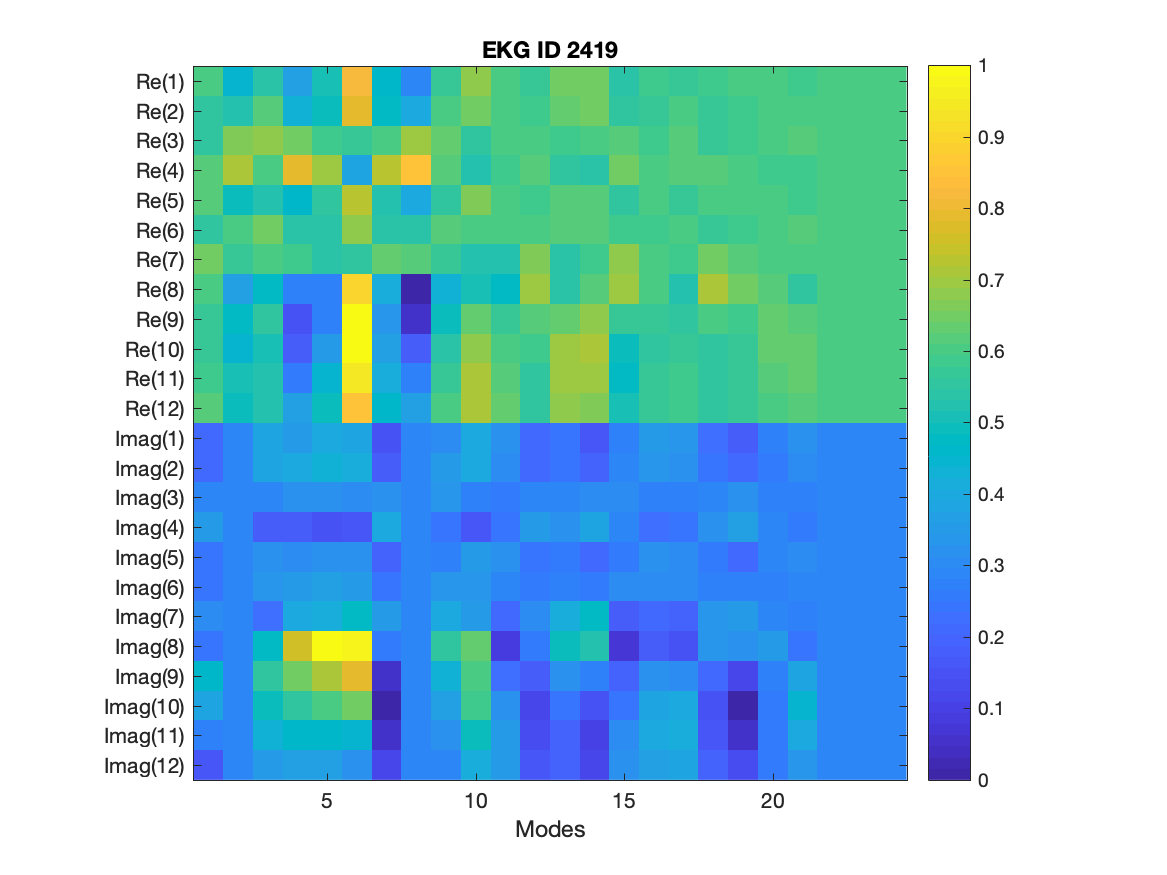 EKG ID 2419
Re(1)
Re(2)
Re(3)
Re(4)
Re(5)
Re(6)
Re(7)
Re(8)
Re(9)
Re(10)
Re(11)
Re(12)
Imag(1)
Imag(2)
Imag(3)
Imag(4)
Imag(5)
Imag(6)
Imag(7)
Imag(8)
Imag(9)
Imag(10)
Imag(11)
Imag(12)
5 10 15 20
Modes
1
0.9
0.8
0.7
0.6
0.5
0.4
0.3
0.2
0.1
0